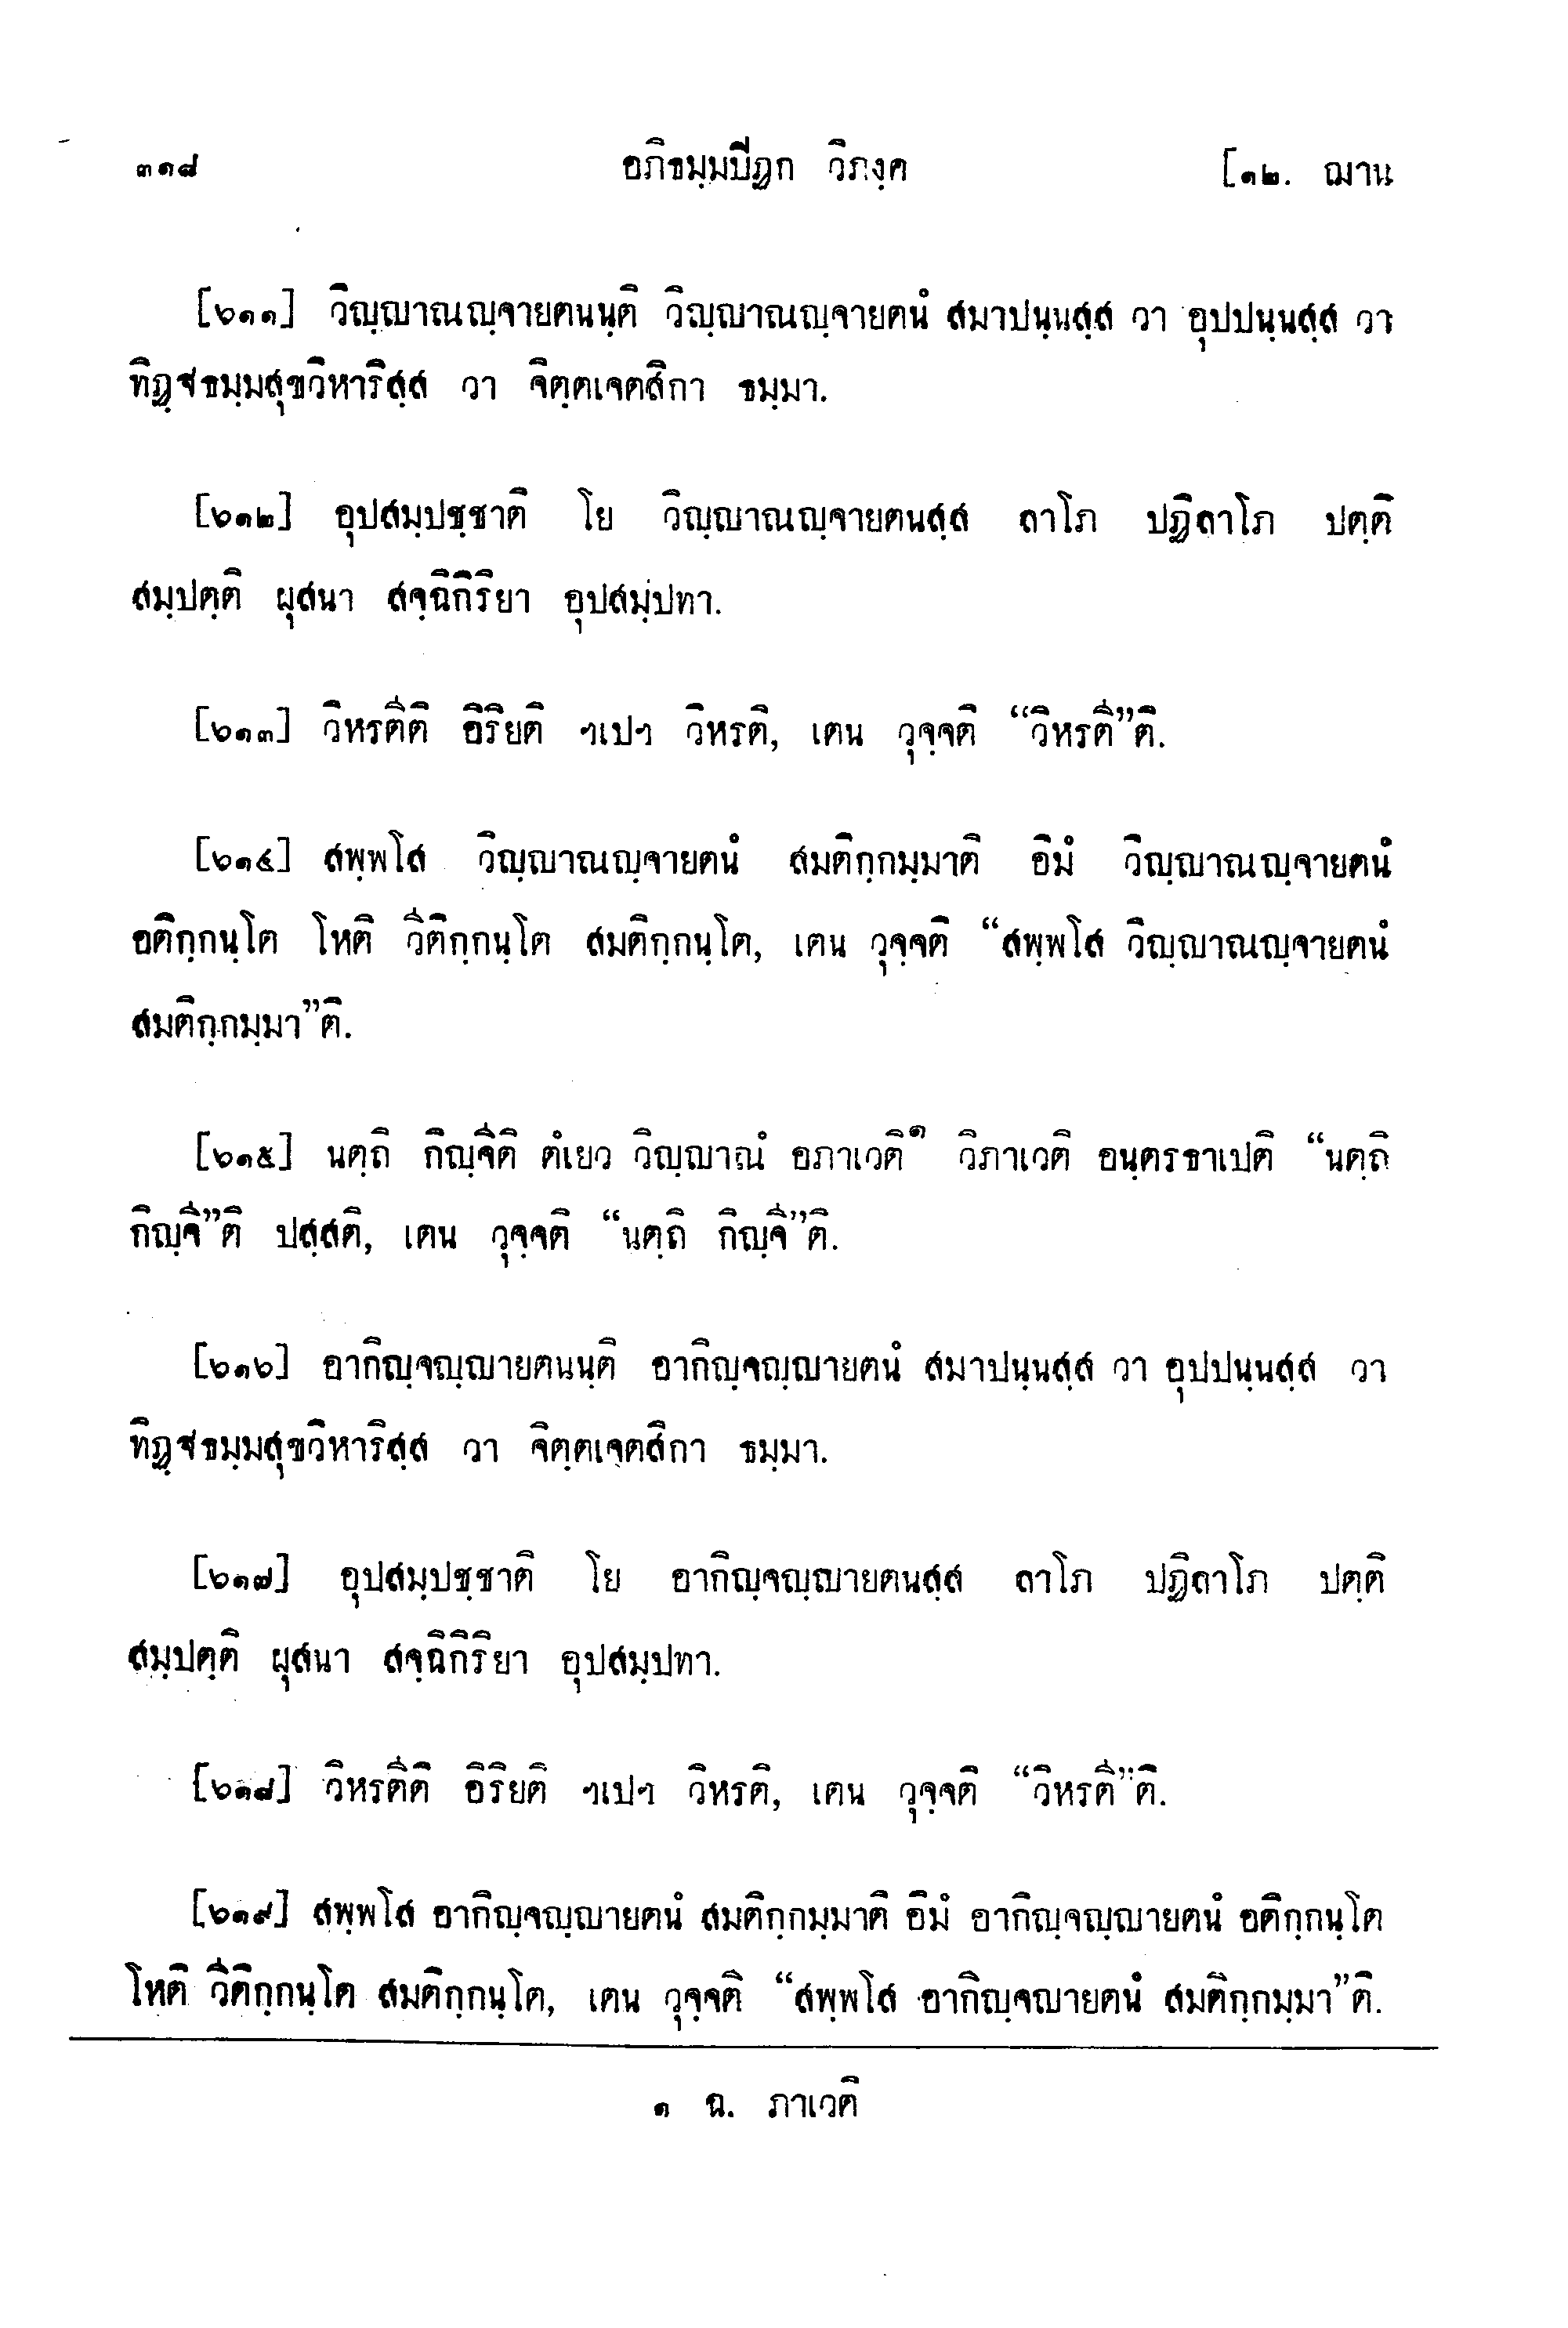 ๓๑๘ อภิธมฺมปิฏก วิภงฺค [๑๒. ฌาน
[๖๑๑] วิญฺญาณญฺจายตนนฺติ วิญฺญาณญฺจายตนํ สมาปนฺนสฺส วา อุปปนฺนสฺส วา
ทิฏฺฐธมฺมสุขวิหาริสฺส วา จิตฺตเจตสิกา ธมฺมา.
[๖๑๒] อุปสมฺปชฺชาติ โย วิญฺญาณญฺจายตนสฺส ลาโภ ปฏิลาโภ ปตฺติ
สมฺปตฺติ ผุสนา สจฺฉิกิริยา อุปสมฺปทา.
[๖๑๓] วิหรตีติ อิริยติ ฯเปฯ วิหรติ, เตน วุจฺจติ “วิหรตี”ติ.
[๖๑๔] สพฺพโส วิญฺญาณญฺจายตนํ สมติกฺกมฺมาติ อิมํ วิญฺญาณญฺจายตนํ
อติกฺกนฺโต โหติ วีติกฺกนฺโต สมติกฺกนฺโต, เตน วุจฺจติ “สพฺพโส วิญฺญาณญฺจายตนํ
สมติกฺกมฺมา”ติ.
[๖๑๕] นตฺถิ กิญฺจีติ ตํเยว วิญฺญาณํ อภาเวติ๑ วิภาเวติ อนฺตรธาเปติ “นตฺถิ
กิญฺจี”ติ ปสฺสติ, เตน วุจฺจติ “นตฺถิ กิญฺจี”ติ.
[๖๑๖] อากิญฺจญฺญายตนนฺติ อากิญฺจญฺญายตนํ สมาปนฺนสฺส วา อุปปนฺนสฺส วา
ทิฏฺฐธมฺมสุขวิหาริสฺส วา จิตฺตเจตสิกา ธมฺมา.
[๖๑๗] อุปสมฺปชฺชาติ โย อากิญฺจญฺญายตนสฺส ลาโภ ปฏิลาโภ ปตฺติ
สมฺปตฺติ ผุสนา สจฺฉิกิริยา อุปสมฺปทา.
[๖๑๘] วิหรตีติ อิริยติ ฯเปฯ วิหรติ, เตน วุจฺจติ “วิหรตี”ติ.
[๖๑๙] สพฺพโส อากิญฺจญฺญายตนํ สมติกฺกมฺมาติ อิมํ อากิญฺจญฺญายตนํ อติกฺกนฺโต
โหติ วีติกฺกนฺโต สมติกฺกนฺโต, เตน วุจฺจติ “สพฺพโส อากิญฺจญายตนํ สมติกฺกมฺมา”ติ.
๑ ฉ. ภาเวติ